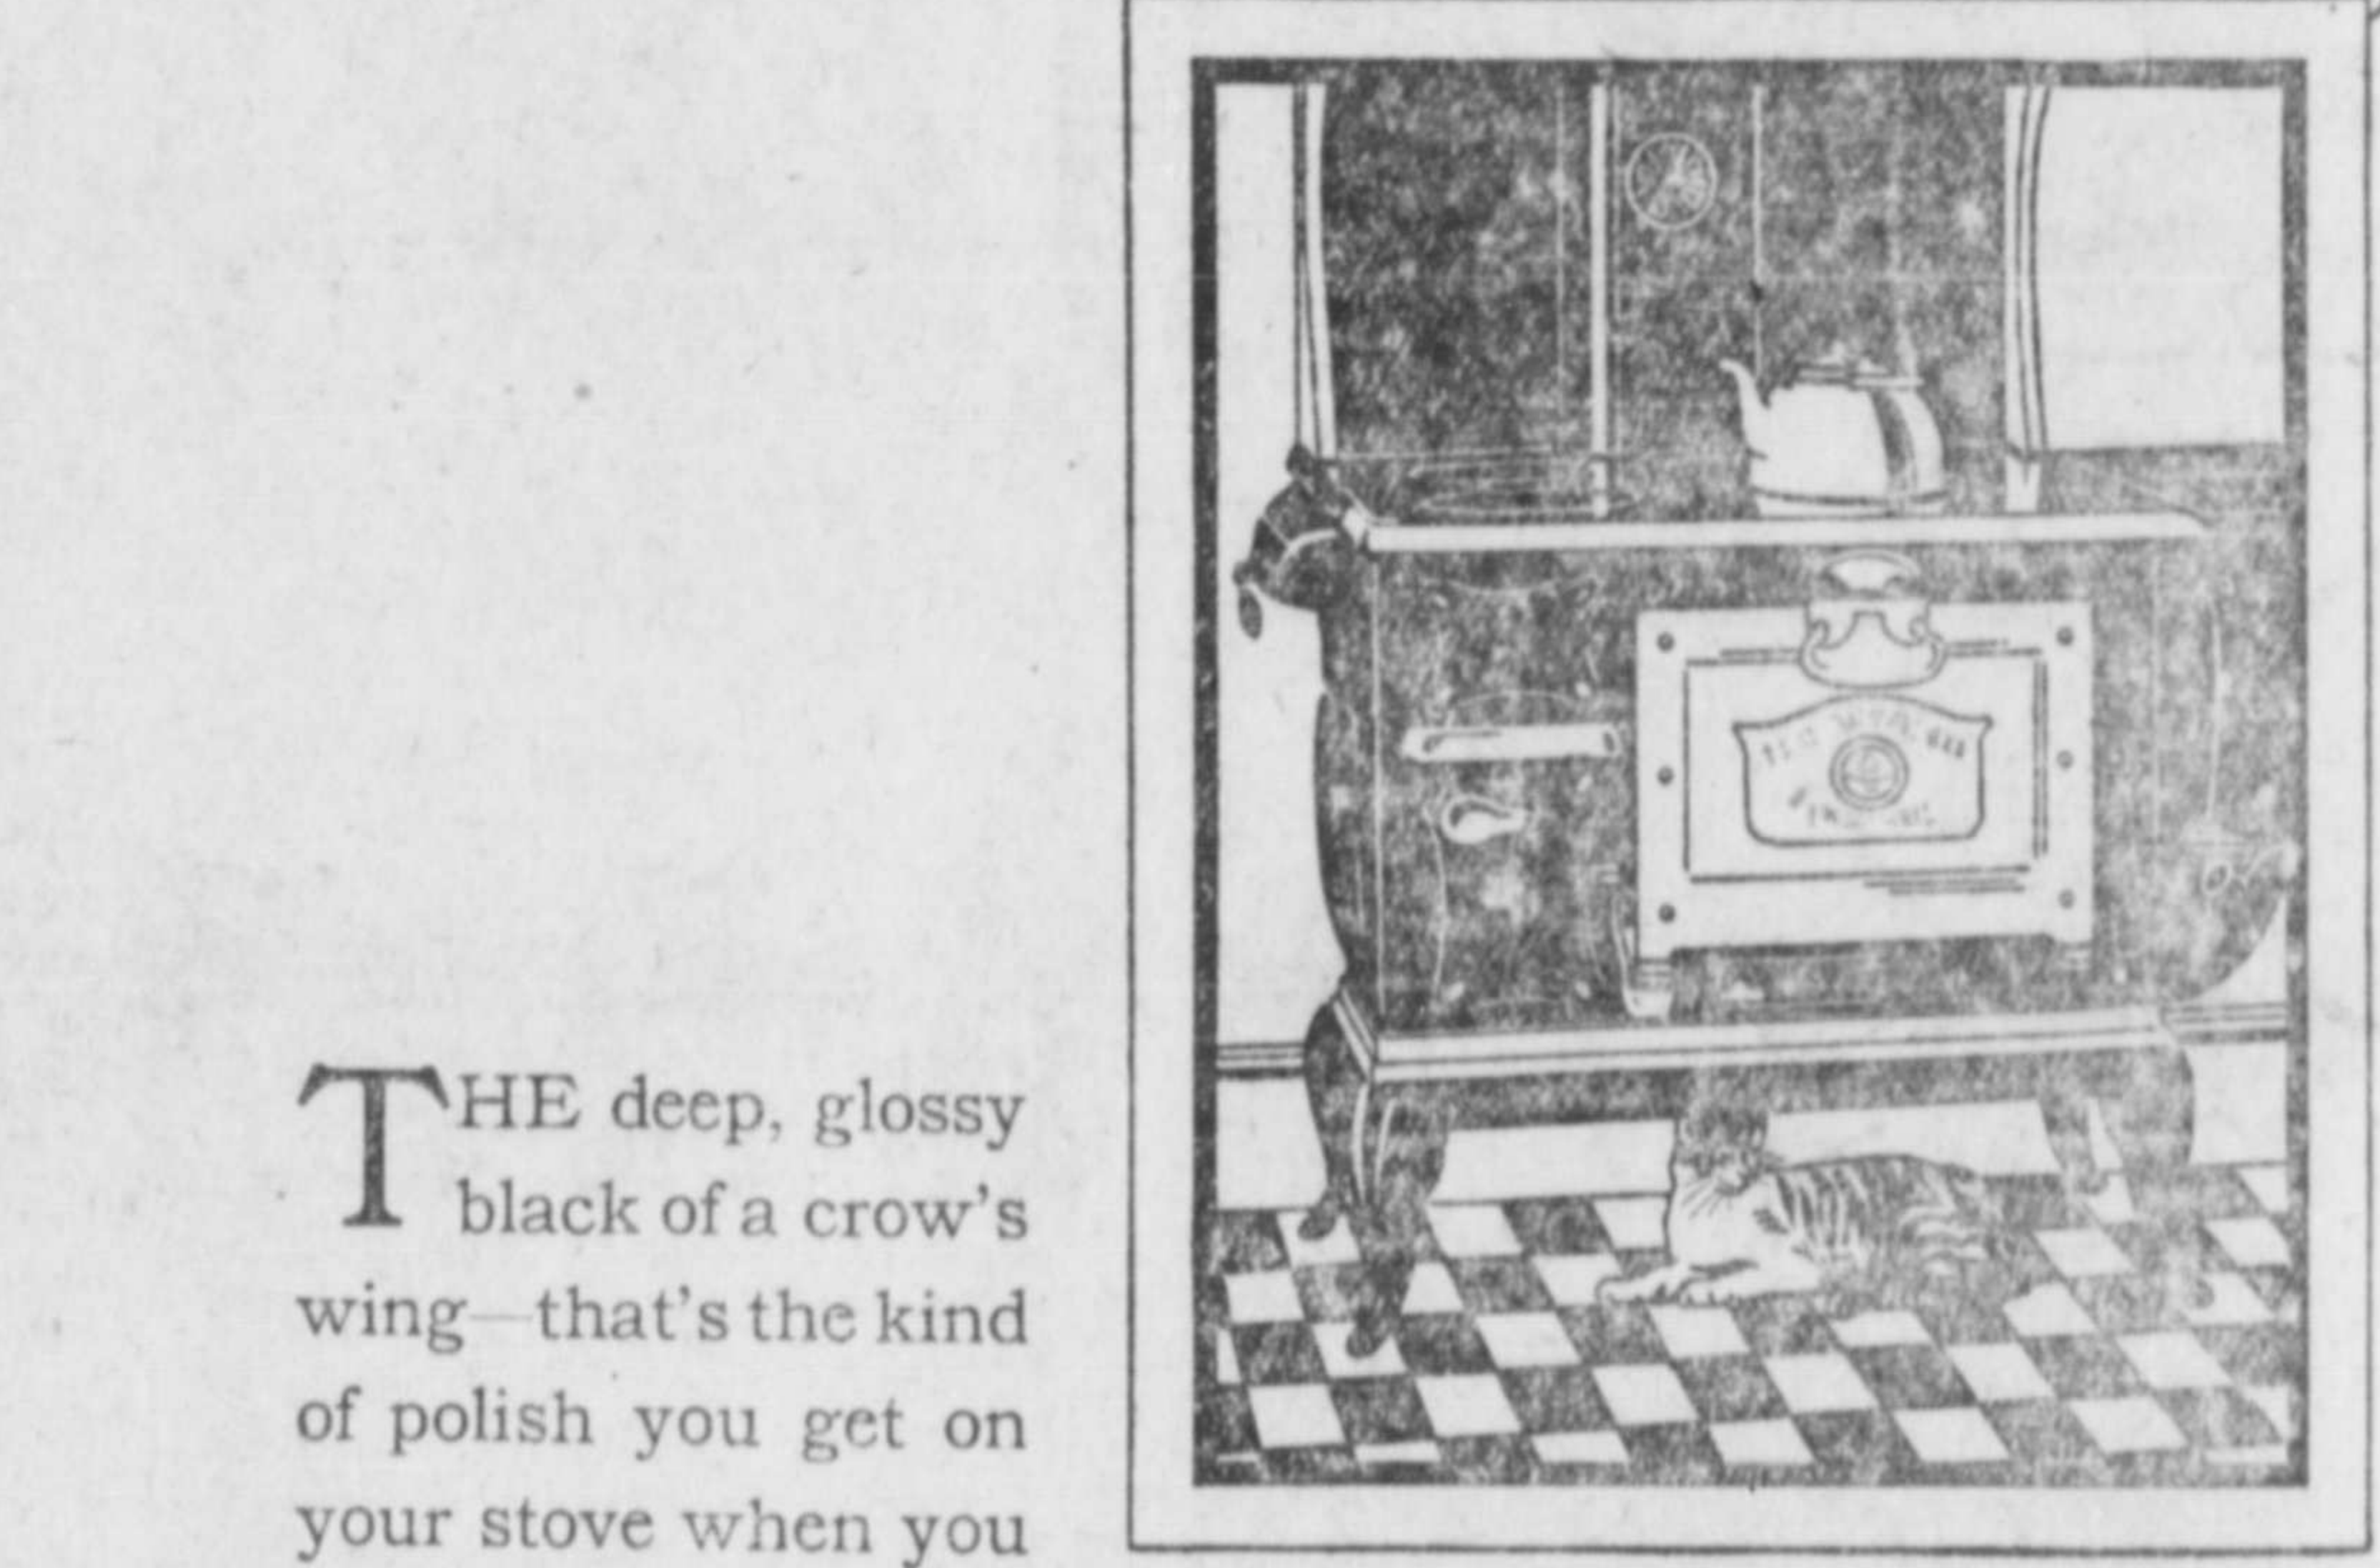 THE deep, glossy
black of a crow's
wing—that's the kind
of polish you get on
your stove when you